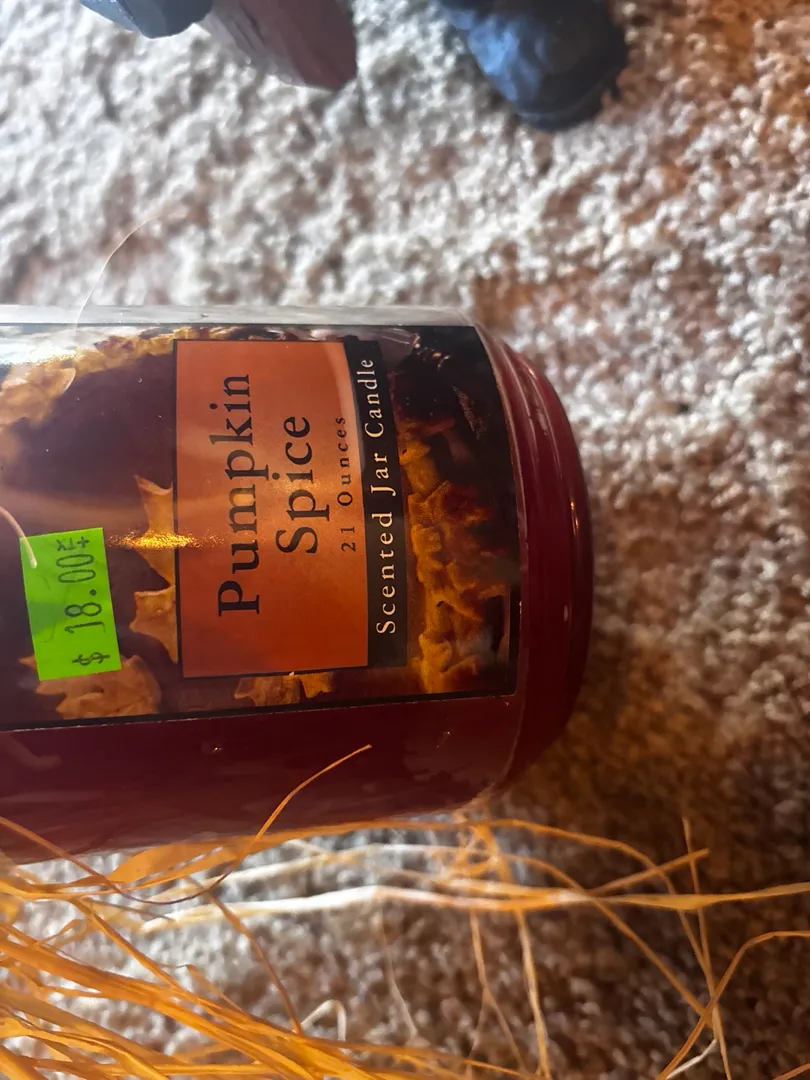 Pumpkin
Spice
21 Ounces
Scented Jar Candle
$ 18.00